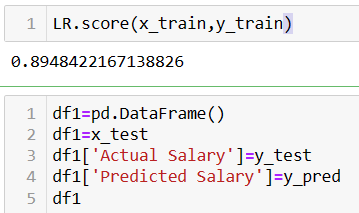 1 LR.score(x_train,y_train)
0.8948422167138826
1 df1=pd.DataFrame()
2 df1=x_test
3 df1['Actual Salary']=y_test
4 df1['Predicted Salary']=y_pred
5 df1